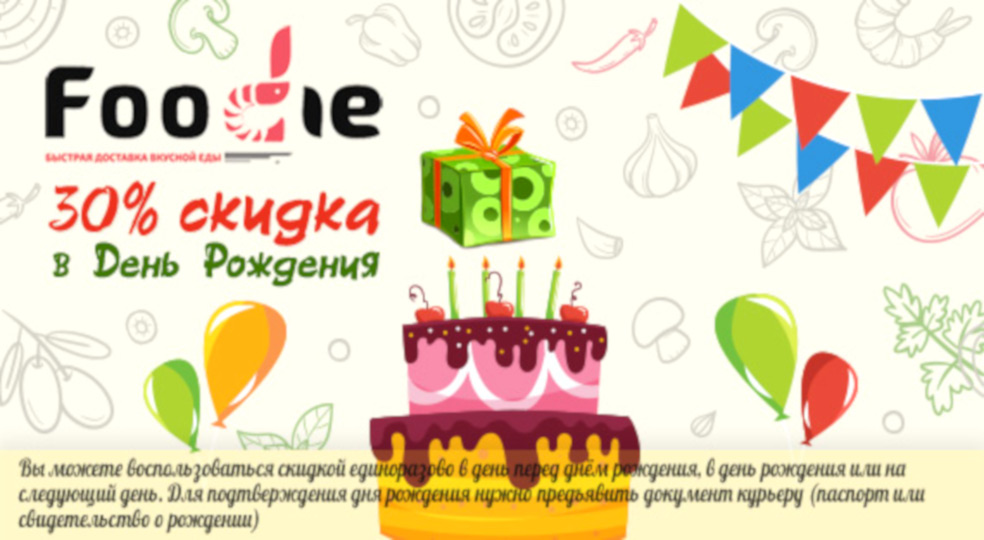 Foodie
БЫСТРАЯ ДОСТАВКА ВКУСНОЙ ЕДЫ
30% скидка
в День Рождения
Вы можете воспользоваться скидкой единоразово в день перед днём рождения, в день рождения или на
следующий день. Для подтверждения дня рождения нужно предъявить документ курьеру (паспорт или
свидетельство о рождении)